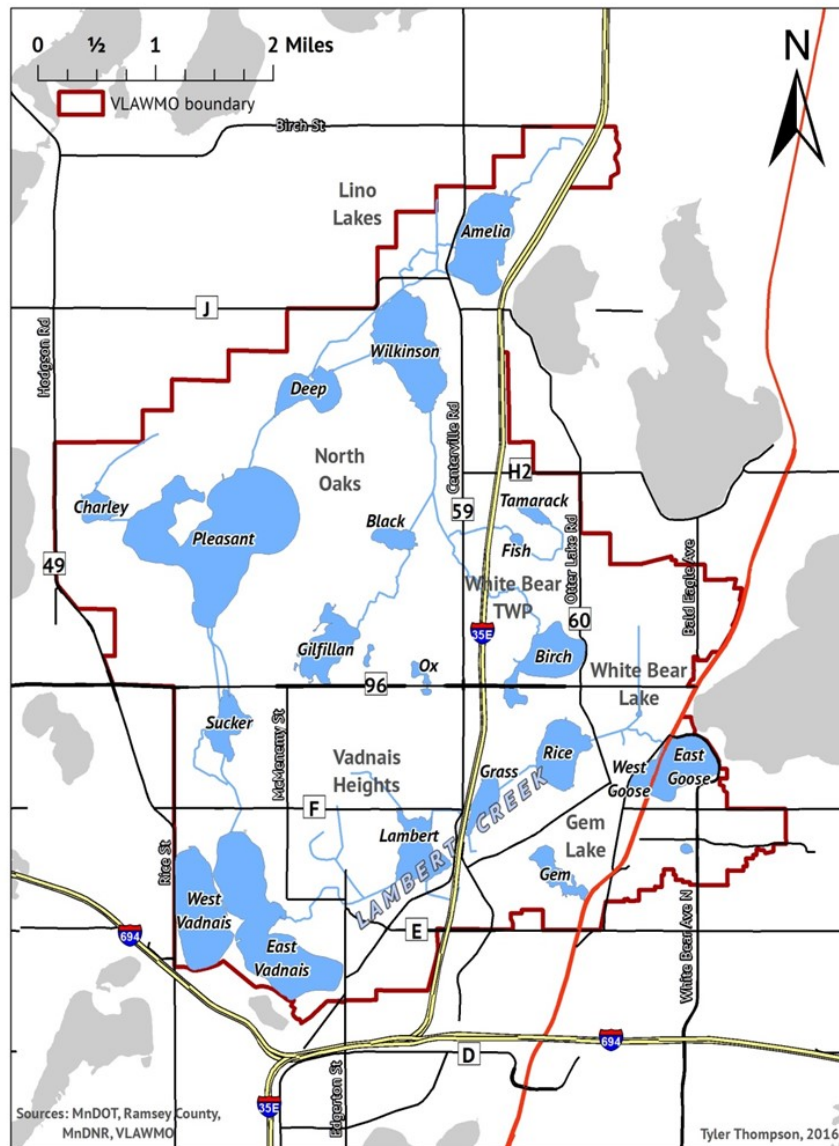 0 ½ 1 2 Miles
VLAWMO boundary
N
Birch St
Lino
Lakes
Amelia
J
Hodgson Rd
Wilkinson
Deep
Centerville Rd
North
Oaks
H2
Charley
Tamarack
59
Black
Pleasant
Fish
Otter Lake Rd
49
White Bear
TWP
Bald Eagle Ave
60
35E
Gilfillan
Ox
Birch
White Bear
Lake
96
Sucker
McMenemy St
Vadnais
Heights
Rice
Grass
West
Goose
East
Goose
F
LAMBERT CREEK
Lambert
Gem
Lake
Rice St
Gem
West
Vadnais
East
Vadnais
E
694
White Bear Ave N
694
D
Edgerton St
35E
Sources: MnDOT, Ramsey County,
MnDNR, VLAWMO
Tyler Thompson, 2016